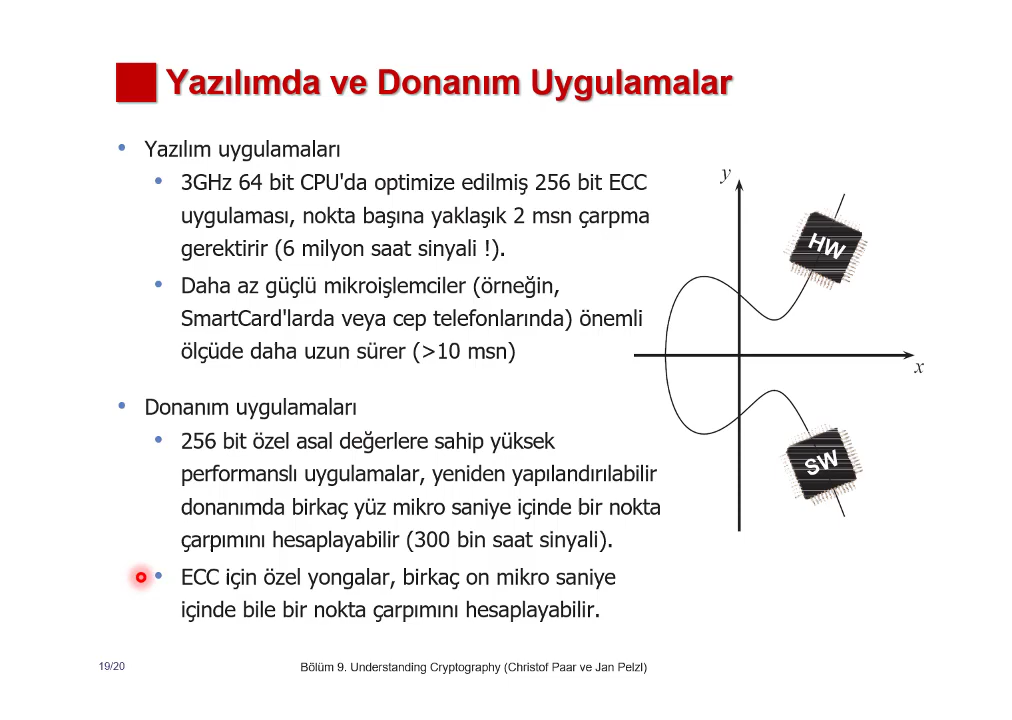 Yazılımda ve Donanım Uygulamalar
• Yazılım uygulamaları
• 3GHz 64 bit CPU'da optimize edilmiş 256 bit ECC
uygulaması, nokta başına yaklaşık 2 msn çarpma
gerektirir (6 milyon saat sinyali !).
• Daha az güçlü mikroişlemciler (örneğin,
SmartCard'larda veya cep telefonlarında) önemli
ölçüde daha uzun sürer (>10 msn)
• Donanım uygulamaları
• 256 bit özel asal değerlere sahip yüksek
performanslı uygulamalar, yeniden yapılandırılabilir
donanımda birkaç yüz mikro saniye içinde bir nokta
çarpımını hesaplayabilir (300 bin saat sinyali).
• ECC için özel yongalar, birkaç on mikro saniye
içinde bile bir nokta çarpımını hesaplayabilir.
y
HW
x
SW
19/20
Bölüm 9. Understanding Cryptography (Christof Paar ve Jan Pelzl)